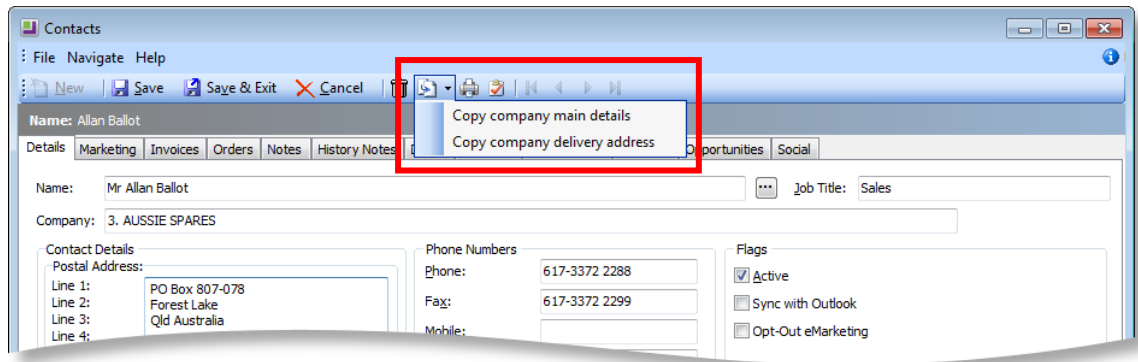 Contacts
File Navigate Help
New Save Save & Exit Cancel
Copy company main details
Copy company delivery address
Name: Allan Ballot
Details Marketing Invoices Orders Notes History Notes Opportunities Social
Name: Mr Allan Ballot ... Job Title: Sales
Company: 3. AUSSIE SPARES
Contact Details Phone Numbers Flags
Postal Address:
Phone: 617-3372 2288 Active
Line 1: PO Box 807-078
Line 2: Forest Lake
Fax: 617-3372 2299 Sync with Outlook
Line 3: Qld Australia
Line 4:
Mobile: Opt-Out eMarketing